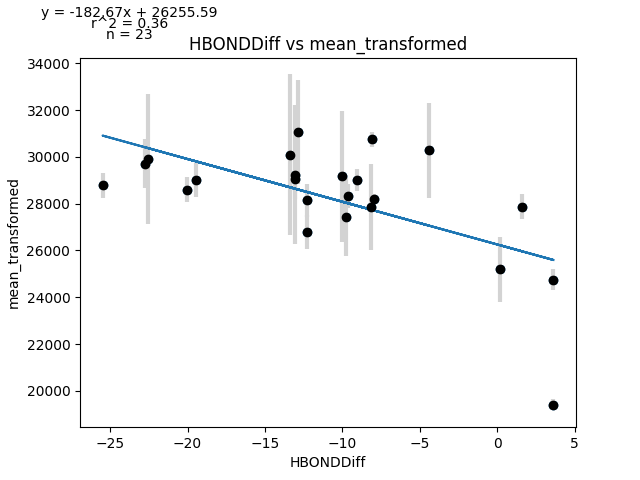 y = -182.67x + 26255.59
r^2 = 0.36
n = 23
HBONDDiff vs mean_transformed
34000
32000
30000
28000
26000
24000
22000
20000
mean_transformed
−25
−20
−15
−10
−5
0
5
HBONDDiff